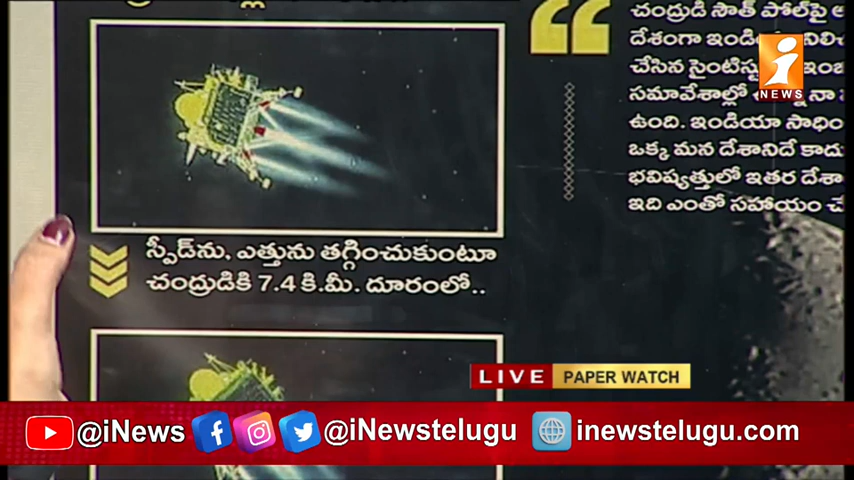 స్పీడ్‌ను, ఎత్తును తగ్గించుకుంటూ
చంద్రుడికి 7.4 కి.మీ. దూరంలో..
చంద్రుడి సౌత్ పోల్‌పై
దేశంగా
చేసిన
సమావేశాల్లో
ఉంది. ఇండియా
ఒక్క మన దేశానిదే కాదు
భవిష్యత్తులో ఇతర
ఇది ఎంతో సహాయం
i
NEWS
LIVE PAPER WATCH
@iNews @iNewstelugu inewstelugu.com